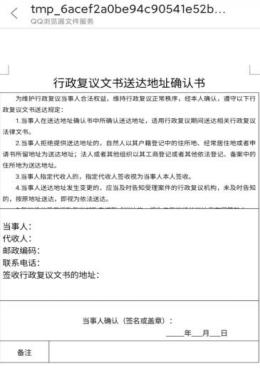 tmp_6acef2a0be94c90541e52b...
QQ浏览器文件服务
行政复议文书送达地址确认书
为维护行政复议当事人合法权益，维持行政复议正常秩序，经本人确认，遵守以下行
政复议文书送达规定：
1.当事人在送达地址确认书中所确认送达地址，适用行政复议期间送达相关行政复议
法律文书。
2.当事人拒绝提供送达地址的，自然人以其户籍登记中的住所地、经常居住地或者申
请书所留地址为送达地址；法人或者其他组织以其工商登记或者其他依法登记、备案中的
住所地为送达地址。
3.当事人指定代收人的，指定代收人签收视为当事人本人签收。
4.当事人送达地址发生变更的，应当及时告知受理案件的行政复议机构，未及时告知
的，按原地址送达，即视为依法送达。
当事人：
代收人：
邮政编码：
联系电话：
签收行政复议文书的地址：
当事人确认（签名或盖章）：
____年___月___日
备注